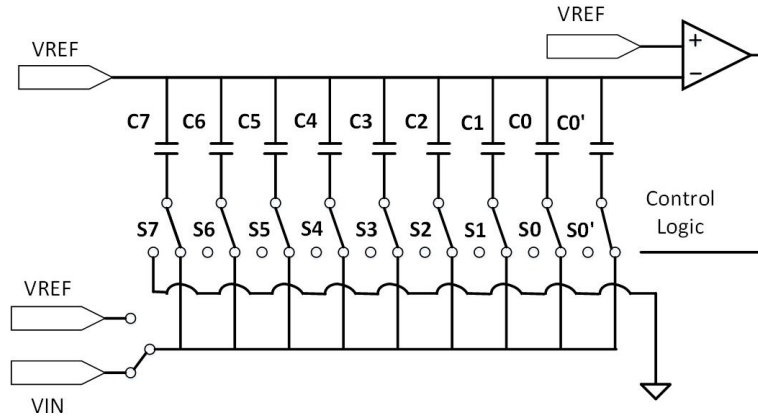 VREF
VREF
C7 C6 C5 C4 C3 C2 C1 C0 C0'
+
−
S7 S6 S5 S4 S3 S2 S1 S0 S0'
Control
Logic
VREF
VIN